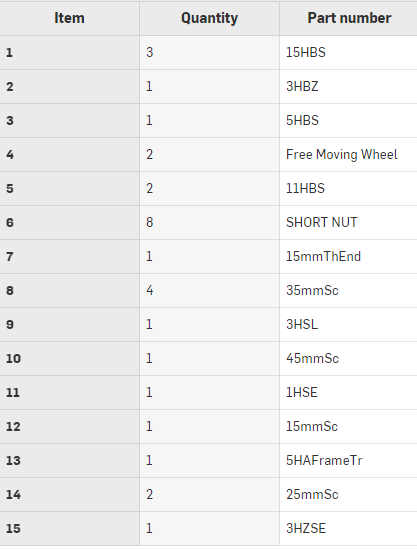 Item Quantity Part number
1 3 15HBS
2 1 3HBZ
3 1 5HBS
4 2 Free Moving Wheel
5 2 11HBS
6 8 SHORT NUT
7 1 15mmThEnd
8 4 35mmSc
9 1 3HSL
10 1 45mmSc
11 1 1HSE
12 1 15mmSc
13 1 5HAFrameTr
14 2 25mmSc
15 1 3HZSE